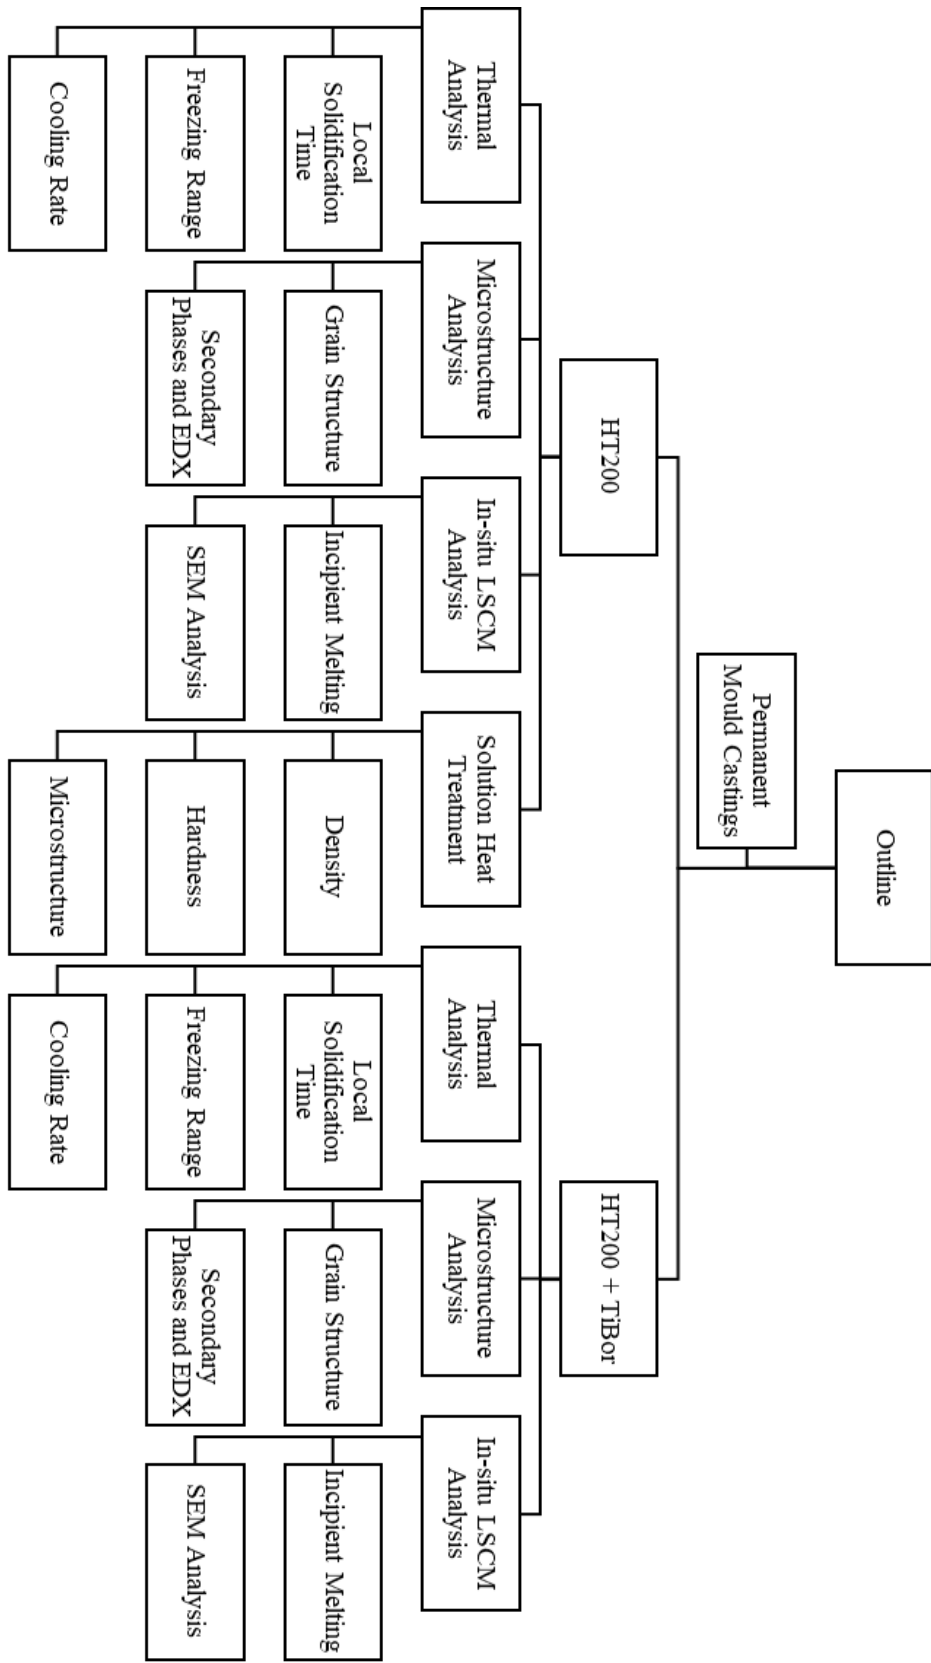 Outline
Permanent
Mould Castings
HT200
HT200 + TiBor
Thermal
Analysis
Microstructure
Analysis
In-situ LSCM
Analysis
Solution Heat
Treatment
Thermal
Analysis
Microstructure
Analysis
In-situ LSCM
Analysis
Local
Solidification
Time
Grain Structure
Incipient Melting
Density
Local
Solidification
Time
Grain Structure
Incipient Melting
Freezing Range
Secondary
Phases and EDX
SEM Analysis
Hardness
Freezing Range
Secondary
Phases and EDX
SEM Analysis
Cooling Rate
Microstructure
Cooling Rate